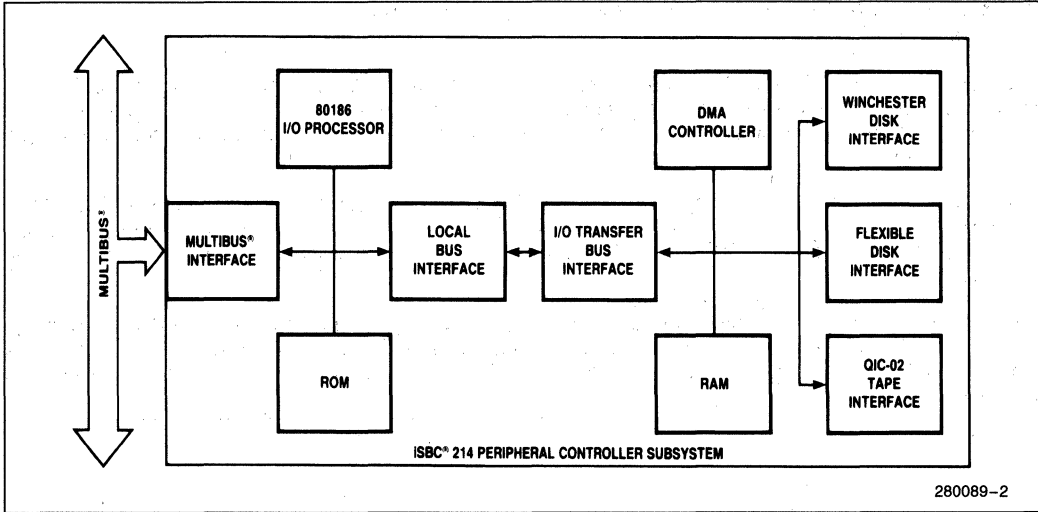 MULTIBUS®
80186
I/O PROCESSOR
DMA
CONTROLLER
WINCHESTER
DISK
INTERFACE
MULTIBUS®
INTERFACE
LOCAL
BUS
INTERFACE
I/O TRANSFER
BUS
INTERFACE
FLEXIBLE
DISK
INTERFACE
ROM
RAM
QIC-02
TAPE
INTERFACE
iSBC® 214 PERIPHERAL CONTROLLER SUBSYSTEM
280089–2